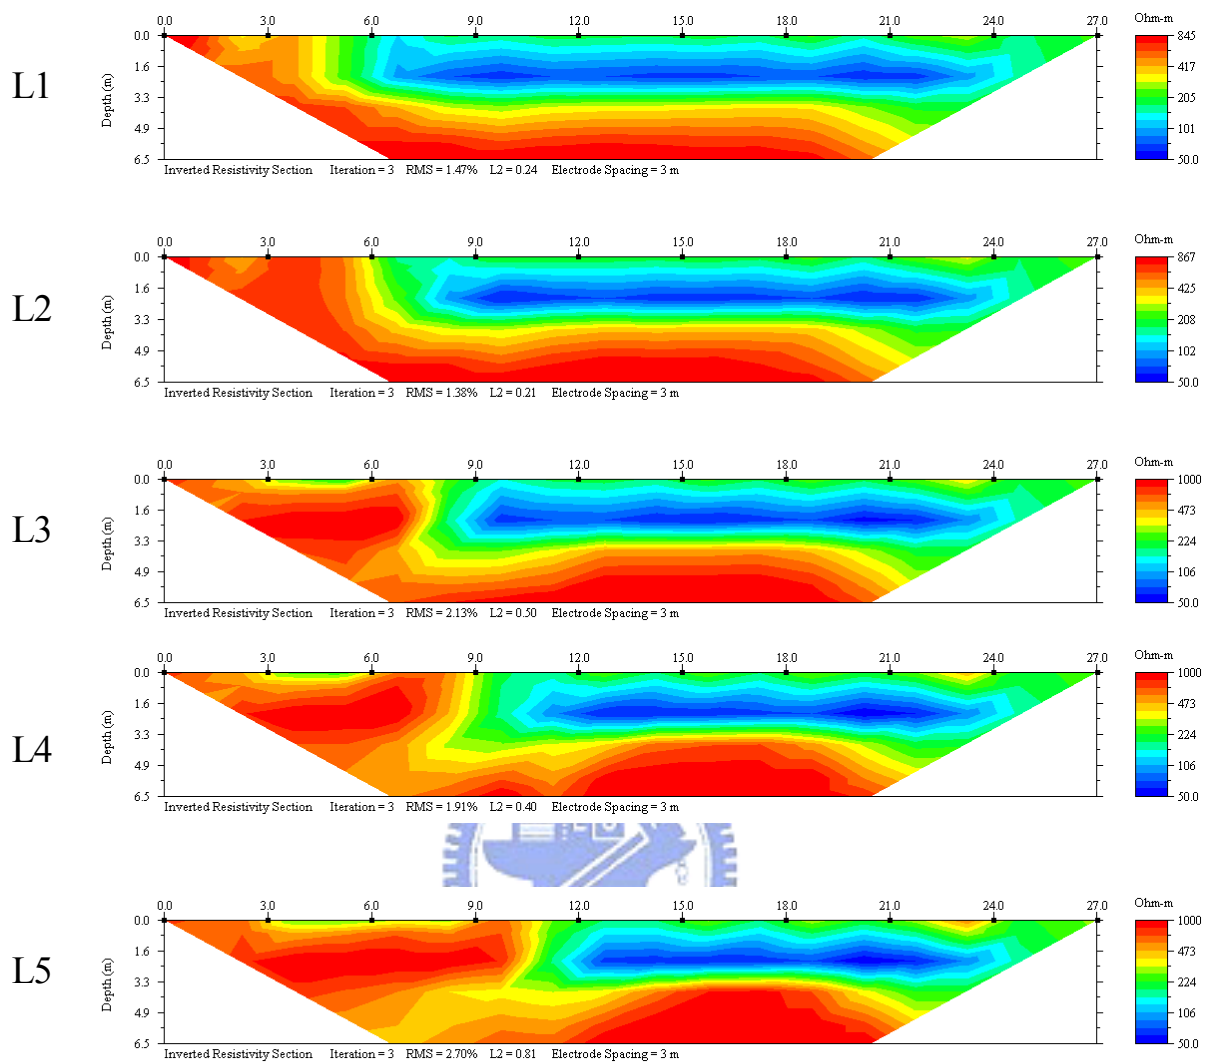 L1
0.0 3.0 6.0 9.0 12.0 15.0 18.0 21.0 24.0 27.0
Ohm-m
Depth (m)
0.0
1.6
3.3
4.9
6.5
845
417
205
101
50.0
Inverted Resistivity Section Iteration = 3 RMS = 1.47% L2 = 0.24 Electrode Spacing = 3 m
L2
0.0 3.0 6.0 9.0 12.0 15.0 18.0 21.0 24.0 27.0
Ohm-m
Depth (m)
0.0
1.6
3.3
4.9
6.5
867
425
208
102
50.0
Inverted Resistivity Section Iteration = 3 RMS = 1.38% L2 = 0.21 Electrode Spacing = 3 m
L3
0.0 3.0 6.0 9.0 12.0 15.0 18.0 21.0 24.0 27.0
Ohm-m
Depth (m)
0.0
1.6
3.3
4.9
6.5
1000
473
224
106
50.0
Inverted Resistivity Section Iteration = 3 RMS = 2.13% L2 = 0.50 Electrode Spacing = 3 m
L4
0.0 3.0 6.0 9.0 12.0 15.0 18.0 21.0 24.0 27.0
Ohm-m
Depth (m)
0.0
1.6
3.3
4.9
6.5
1000
473
224
106
50.0
Inverted Resistivity Section Iteration = 3 RMS = 1.91% L2 = 0.40 Electrode Spacing = 3 m
L5
0.0 3.0 6.0 9.0 12.0 15.0 18.0 21.0 24.0 27.0
Ohm-m
Depth (m)
0.0
1.6
3.3
4.9
6.5
1000
473
224
106
50.0
Inverted Resistivity Section Iteration = 3 RMS = 2.70% L2 = 0.81 Electrode Spacing = 3 m